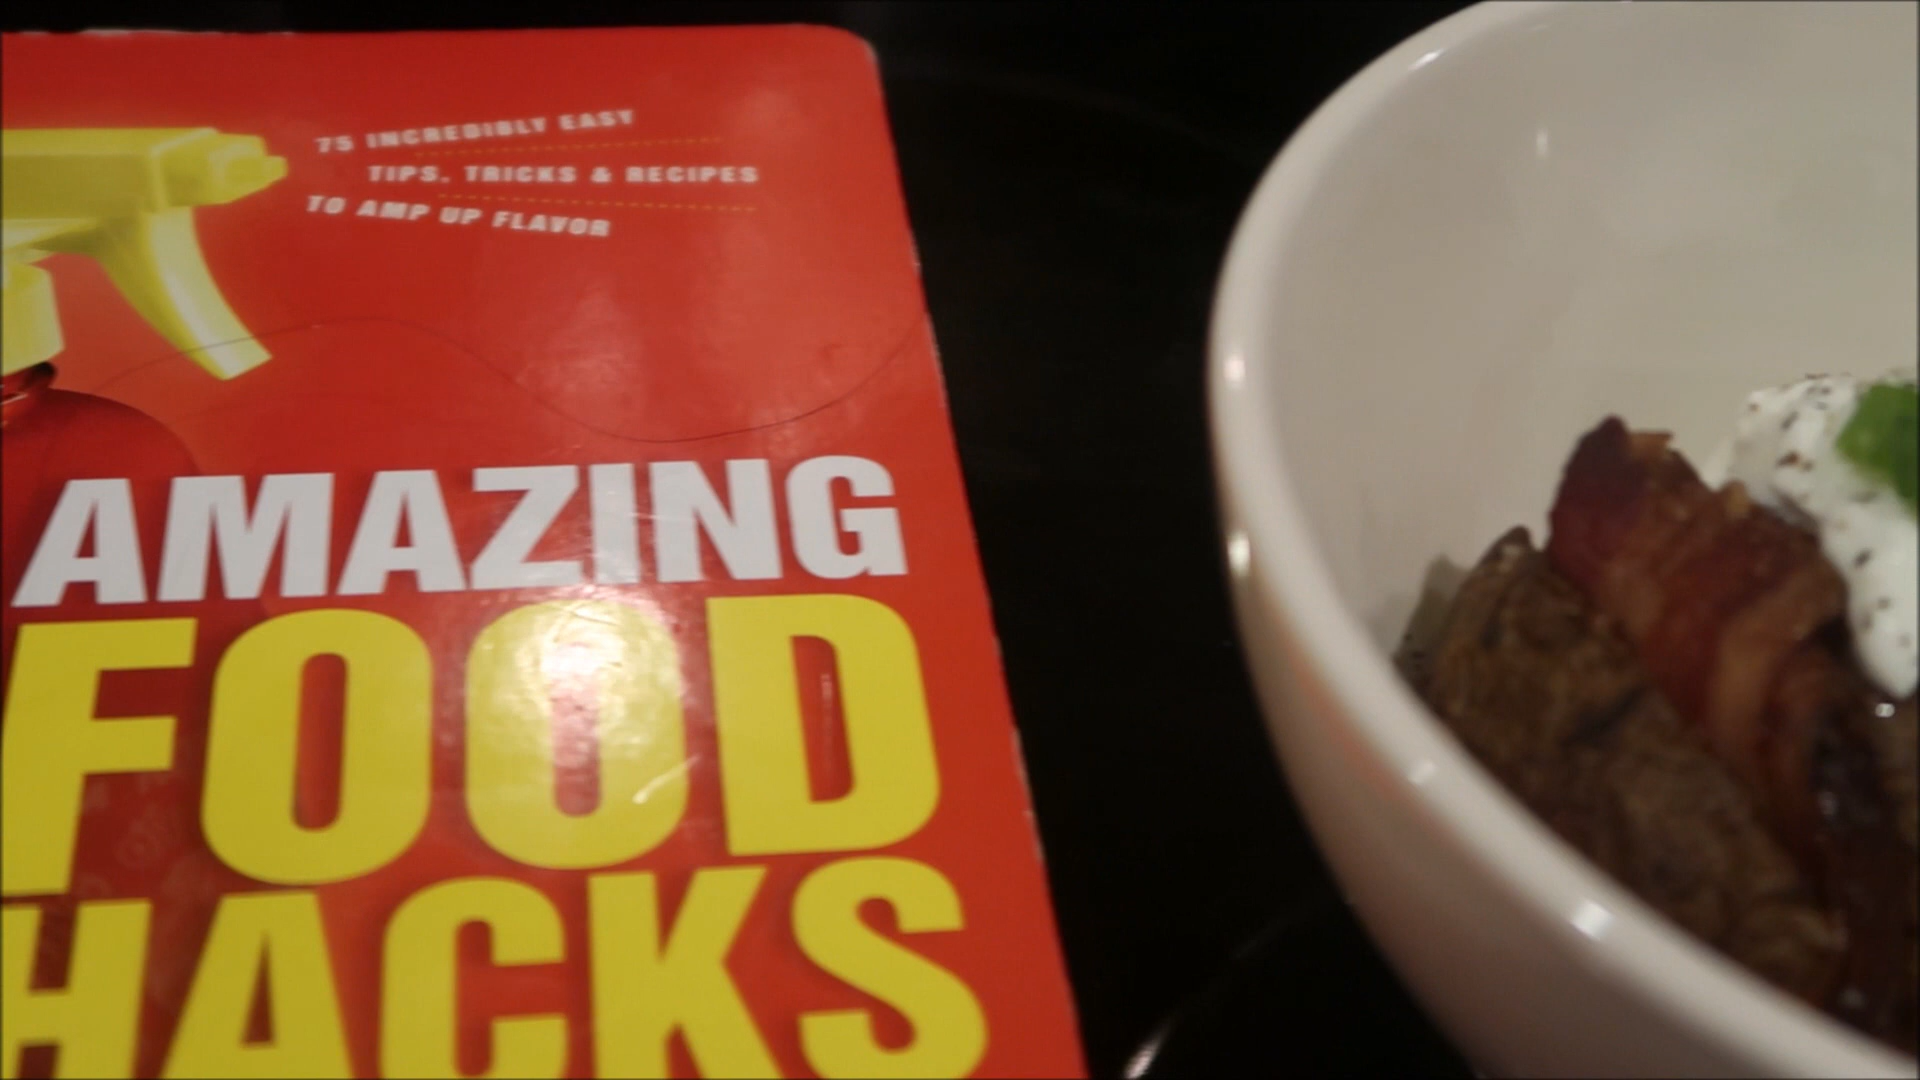 75 INCREDIBLY EASY
TIPS, TRICKS & RECIPES
TO AMP UP FLAVOR
AMAZING
FOOD
HACKS